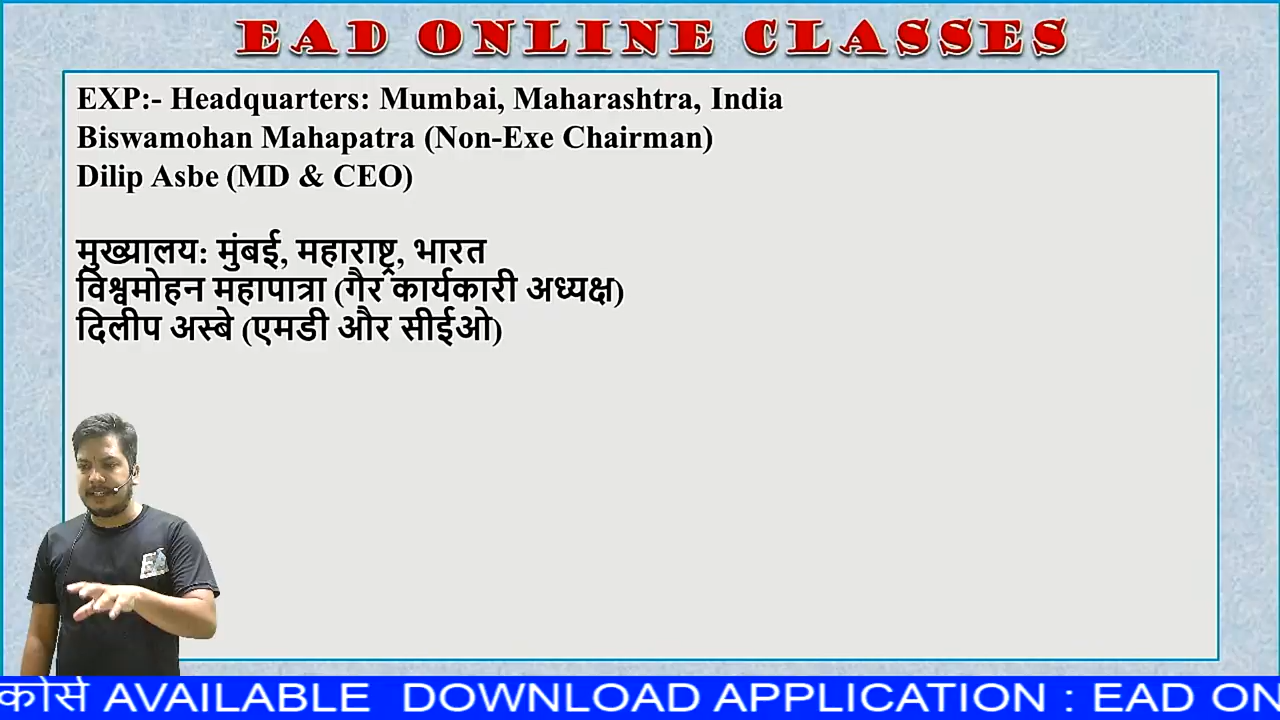 EAD ONLINE CLASSES
EXP:- Headquarters: Mumbai, Maharashtra, India
Biswamohan Mahapatra (Non-Exe Chairman)
Dilip Asbe (MD & CEO)
मुख्यालय: मुंबई, महाराष्ट्र, भारत
विश्वमोहन महापात्रा (गैर कार्यकारी अध्यक्ष)
दिलीप अस्बे (एमडी और सीईओ)
कोर्स AVAILABLE DOWNLOAD APPLICATION : EAD ON